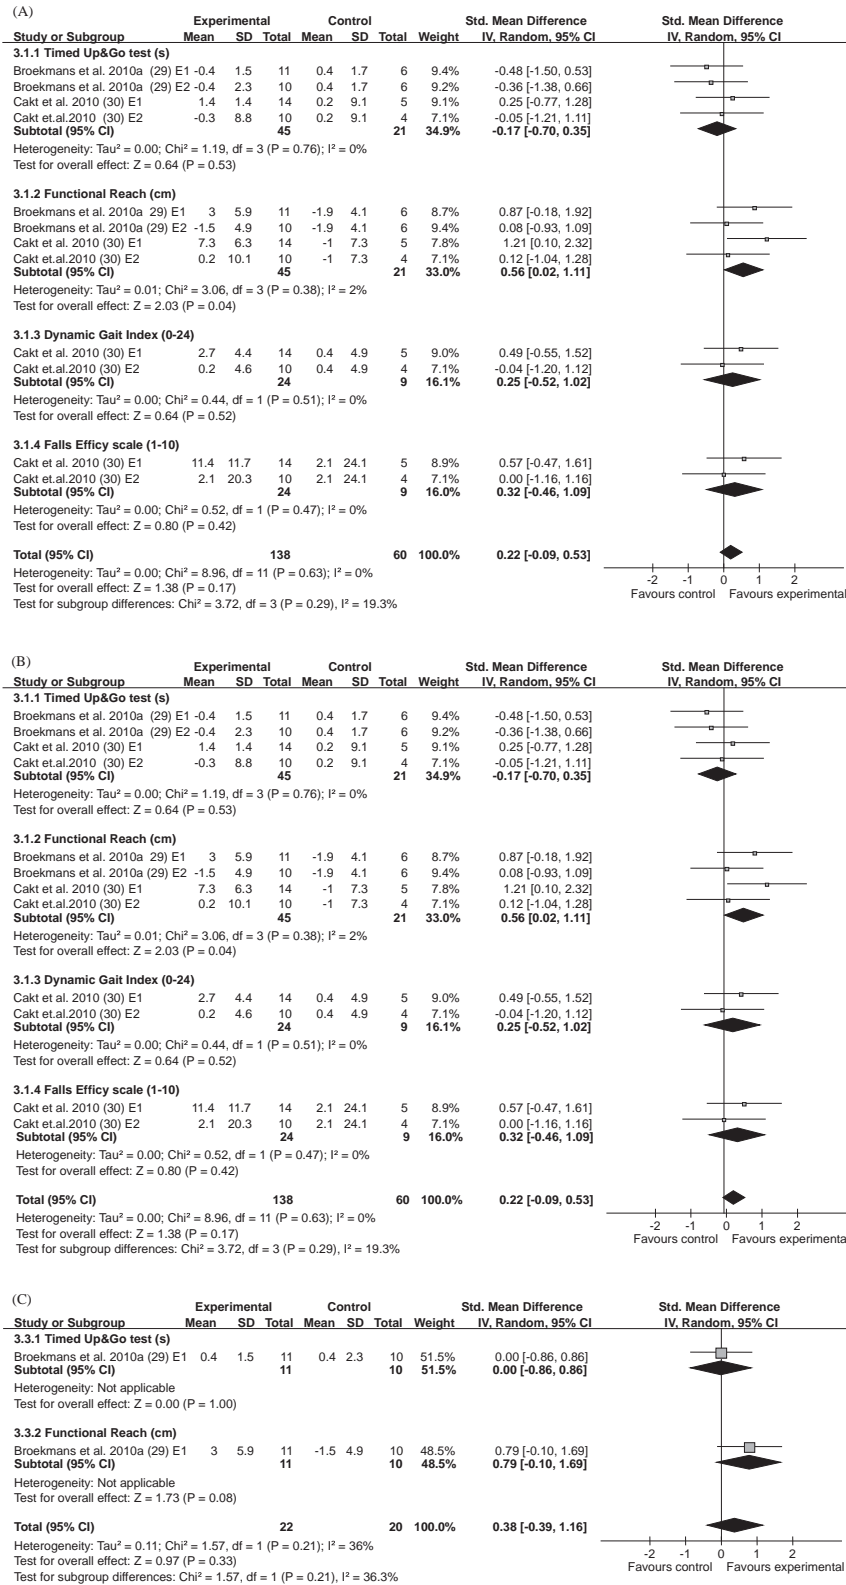 (A)
Experimental Control Std. Mean Difference Std. Mean Difference
Study or Subgroup Mean SD Total Mean SD Total Weight IV, Random, 95% CI IV, Random, 95% CI
3.1.1 Timed Up&Go test (s)
Broekmans et al. 2010a (29) E1 -0.4 1.5 11 0.4 1.7 6 9.4% -0.48 [-1.50, 0.53]
Broekmans et al. 2010a (29) E2 -0.4 2.3 10 0.4 1.7 6 9.4% -0.36 [-1.38, 0.66]
Cakt et.al. 2010 (30) E1 1.4 1.4 14 0.2 9.1 5 9.1% 0.25 [-0.77, 1.28]
Cakt et.al.2010 (30) E2 -0.3 8.8 10 0.2 9.1 4 7.1% -0.05 [-1.21, 1.11]
Subtotal (95% CI) 45 21 34.9% -0.17 [-0.70, 0.35]
Heterogeneity: Tau² = 0.00; Chi² = 1.19, df = 3 (P = 0.76); I² = 0%
Test for overall effect: Z = 0.64 (P = 0.53)
3.1.2 Functional Reach (cm)
Broekmans et al. 2010a 29) E1 3 5.9 11 -1.9 4.1 6 8.7% 0.87 [-0.18, 1.92]
Broekmans et al. 2010a (29) E2 -1.5 4.9 10 -1.9 4.1 6 9.4% 0.08 [-0.93, 1.09]
Cakt et.al. 2010 (30) E1 7.3 6.3 14 -1 7.3 5 7.8% 1.21 [0.10, 2.32]
Cakt et.al.2010 (30) E2 0.2 10.1 10 -1 7.3 4 7.1% 0.12 [-1.04, 1.28]
Subtotal (95% CI) 45 21 33.0% 0.56 [0.02, 1.11]
Heterogeneity: Tau² = 0.01; Chi² = 3.06, df = 3 (P = 0.38); I² = 2%
Test for overall effect: Z = 2.03 (P = 0.04)
3.1.3 Dynamic Gait Index (0-24)
Cakt et.al. 2010 (30) E1 2.7 4.4 14 0.4 4.9 5 9.0% 0.49 [-0.55, 1.52]
Cakt et.al.2010 (30) E2 0.2 4.6 10 0.4 4.9 4 7.1% -0.04 [-1.20, 1.12]
Subtotal (95% CI) 24 9 16.1% 0.25 [-0.52, 1.02]
Heterogeneity: Tau² = 0.00; Chi² = 0.44, df = 1 (P = 0.51); I² = 0%
Test for overall effect: Z = 0.64 (P = 0.52)
3.1.4 Falls Efficy scale (1-10)
Cakt et.al. 2010 (30) E1 11.4 11.7 14 2.1 24.1 5 8.9% 0.57 [-0.47, 1.61]
Cakt et.al.2010 (30) E2 2.1 20.3 10 2.1 24.1 4 7.1% 0.00 [-1.16, 1.16]
Subtotal (95% CI) 24 9 16.0% 0.32 [-0.46, 1.09]
Heterogeneity: Tau² = 0.00; Chi² = 0.52, df = 1 (P = 0.47); I² = 0%
Test for overall effect: Z = 0.80 (P = 0.42)
Total (95% CI) 138 60 100.0% 0.22 [-0.09, 0.53]
Heterogeneity: Tau² = 0.00; Chi² = 8.96, df = 11 (P = 0.63); I² = 0%
Test for overall effect: Z = 1.38 (P = 0.17)
Test for subgroup differences: Chi² = 3.72, df = 3 (P = 0.29), I² = 19.3%
-2 -1 0 1 2
Favours control Favours experimental
(B)
Experimental Control Std. Mean Difference Std. Mean Difference
Study or Subgroup Mean SD Total Mean SD Total Weight IV, Random, 95% CI IV, Random, 95% CI
3.1.1 Timed Up&Go test (s)
Broekmans et al. 2010a (29) E1 -0.4 1.5 11 0.4 1.7 6 9.4% -0.48 [-1.50, 0.53]
Broekmans et al. 2010a (29) E2 -0.4 2.3 10 0.4 1.7 6 9.4% -0.36 [-1.38, 0.66]
Cakt et.al. 2010 (30) E1 1.4 1.4 14 0.2 9.1 5 9.1% 0.25 [-0.77, 1.28]
Cakt et.al.2010 (30) E2 -0.3 8.8 10 0.2 9.1 4 7.1% -0.05 [-1.21, 1.11]
Subtotal (95% CI) 45 21 34.9% -0.17 [-0.70, 0.35]
Heterogeneity: Tau² = 0.00; Chi² = 1.19, df = 3 (P = 0.76); I² = 0%
Test for overall effect: Z = 0.64 (P = 0.53)
3.1.2 Functional Reach (cm)
Broekmans et al. 2010a 29) E1 3 5.9 11 -1.9 4.1 6 8.7% 0.87 [-0.18, 1.92]
Broekmans et al. 2010a (29) E2 -1.5 4.9 10 -1.9 4.1 6 9.4% 0.08 [-0.93, 1.09]
Cakt et.al. 2010 (30) E1 7.3 6.3 14 -1 7.3 5 7.8% 1.21 [0.10, 2.32]
Cakt et.al.2010 (30) E2 0.2 10.1 10 -1 7.3 4 7.1% 0.12 [-1.04, 1.28]
Subtotal (95% CI) 45 21 33.0% 0.56 [0.02, 1.11]
Heterogeneity: Tau² = 0.01; Chi² = 3.06, df = 3 (P = 0.38); I² = 2%
Test for overall effect: Z = 2.03 (P = 0.04)
3.1.3 Dynamic Gait Index (0-24)
Cakt et.al. 2010 (30) E1 2.7 4.4 14 0.4 4.9 5 9.0% 0.49 [-0.55, 1.52]
Cakt et.al.2010 (30) E2 0.2 4.6 10 0.4 4.9 4 7.1% -0.04 [-1.20, 1.12]
Subtotal (95% CI) 24 9 16.1% 0.25 [-0.52, 1.02]
Heterogeneity: Tau² = 0.00; Chi² = 0.44, df = 1 (P = 0.51); I² = 0%
Test for overall effect: Z = 0.64 (P = 0.52)
3.1.4 Falls Efficy scale (1-10)
Cakt et.al. 2010 (30) E1 11.4 11.7 14 2.1 24.1 5 8.9% 0.57 [-0.47, 1.61]
Cakt et.al.2010 (30) E2 2.1 20.3 10 2.1 24.1 4 7.1% 0.00 [-1.16, 1.16]
Subtotal (95% CI) 24 9 16.0% 0.32 [-0.46, 1.09]
Heterogeneity: Tau² = 0.00; Chi² = 0.52, df = 1 (P = 0.47); I² = 0%
Test for overall effect: Z = 0.80 (P = 0.42)
Total (95% CI) 138 60 100.0% 0.22 [-0.09, 0.53]
Heterogeneity: Tau² = 0.00; Chi² = 8.96, df = 11 (P = 0.63); I² = 0%
Test for overall effect: Z = 1.38 (P = 0.17)
Test for subgroup differences: Chi² = 3.72, df = 3 (P = 0.29), I² = 19.3%
-2 -1 0 1 2
Favours control Favours experimenta
(C)
Experimental Control Std. Mean Difference Std. Mean Difference
Study or Subgroup Mean SD Total Mean SD Total Weight IV, Random, 95% CI IV, Random, 95% CI
3.3.1 Timed Up&Go test (s)
Broekmans et al. 2010a (29) E1 0.4 1.5 11 0.4 2.3 10 51.5% 0.00 [-0.86, 0.86]
Subtotal (95% CI) 11 10 51.5% 0.00 [-0.86, 0.86]
Heterogeneity: Not applicable
Test for overall effect: Z = 0.00 (P = 1.00)
3.3.2 Functional Reach (cm)
Broekmans et al. 2010a (29) E1 3 5.9 11 -1.5 4.9 10 48.5% 0.79 [-0.10, 1.69]
Subtotal (95% CI) 11 10 48.5% 0.79 [-0.10, 1.69]
Heterogeneity: Not applicable
Test for overall effect: Z = 1.73 (P = 0.08)
Total (95% CI) 22 20 100.0% 0.38 [-0.39, 1.16]
Heterogeneity: Tau² = 0.11; Chi² = 1.57, df = 1 (P = 0.21); I² = 36%
Test for overall effect: Z = 0.97 (P = 0.33)
Test for subgroup differences: Chi² = 1.57, df = 1 (P = 0.21), I² = 36.3%
-2 -1 0 1 2
Favours control Favours experimental